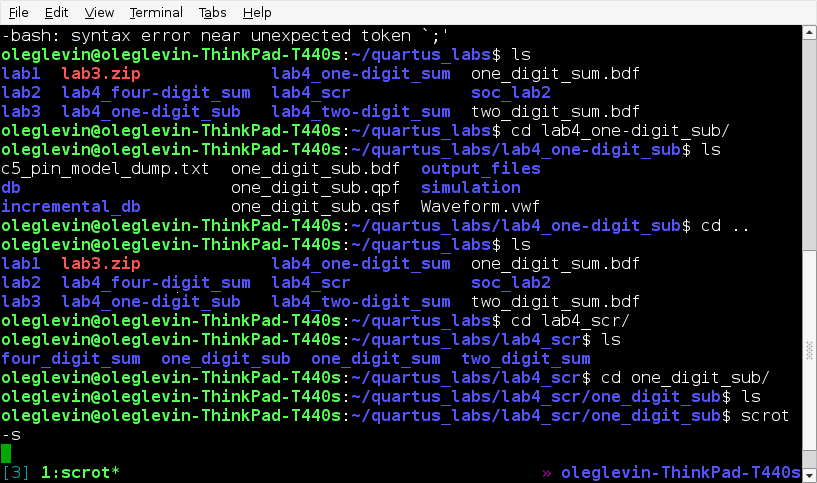 File Edit View Terminal Tabs Help
-bash: syntax error near unexpected token `;'
oleglevin@oleglevin-ThinkPad-T440s:~/quartus_labs$ ls
lab1  lab3.zip             lab4_one-digit_sum  one_digit_sum.bdf
lab2  lab4_four-digit_sum  lab4_scr            soc_lab2
lab3  lab4_one-digit_sub   lab4_two-digit_sum  two_digit_sum.bdf
oleglevin@oleglevin-ThinkPad-T440s:~/quartus_labs$ cd lab4_one-digit_sub/
oleglevin@oleglevin-ThinkPad-T440s:~/quartus_labs/lab4_one-digit_sub$ ls
c5_pin_model_dump.txt  one_digit_sub.bdf  output_files
db                     one_digit_sub.qpf  simulation
incremental_db         one_digit_sub.qsf  Waveform.vwf
oleglevin@oleglevin-ThinkPad-T440s:~/quartus_labs/lab4_one-digit_sub$ cd ..
oleglevin@oleglevin-ThinkPad-T440s:~/quartus_labs$ ls
lab1  lab3.zip             lab4_one-digit_sum  one_digit_sum.bdf
lab2  lab4_four-digit_sum  lab4_scr            soc_lab2
lab3  lab4_one-digit_sub   lab4_two-digit_sum  two_digit_sum.bdf
oleglevin@oleglevin-ThinkPad-T440s:~/quartus_labs$ cd lab4_scr/
oleglevin@oleglevin-ThinkPad-T440s:~/quartus_labs/lab4_scr$ ls
four_digit_sum  one_digit_sub  one_digit_sum  two_digit_sum
oleglevin@oleglevin-ThinkPad-T440s:~/quartus_labs/lab4_scr$ cd one_digit_sub/
oleglevin@oleglevin-ThinkPad-T440s:~/quartus_labs/lab4_scr/one_digit_sub$ ls
oleglevin@oleglevin-ThinkPad-T440s:~/quartus_labs/lab4_scr/one_digit_sub$ scrot
-s
[3] 1:scrot* » oleglevin-ThinkPad-T440s